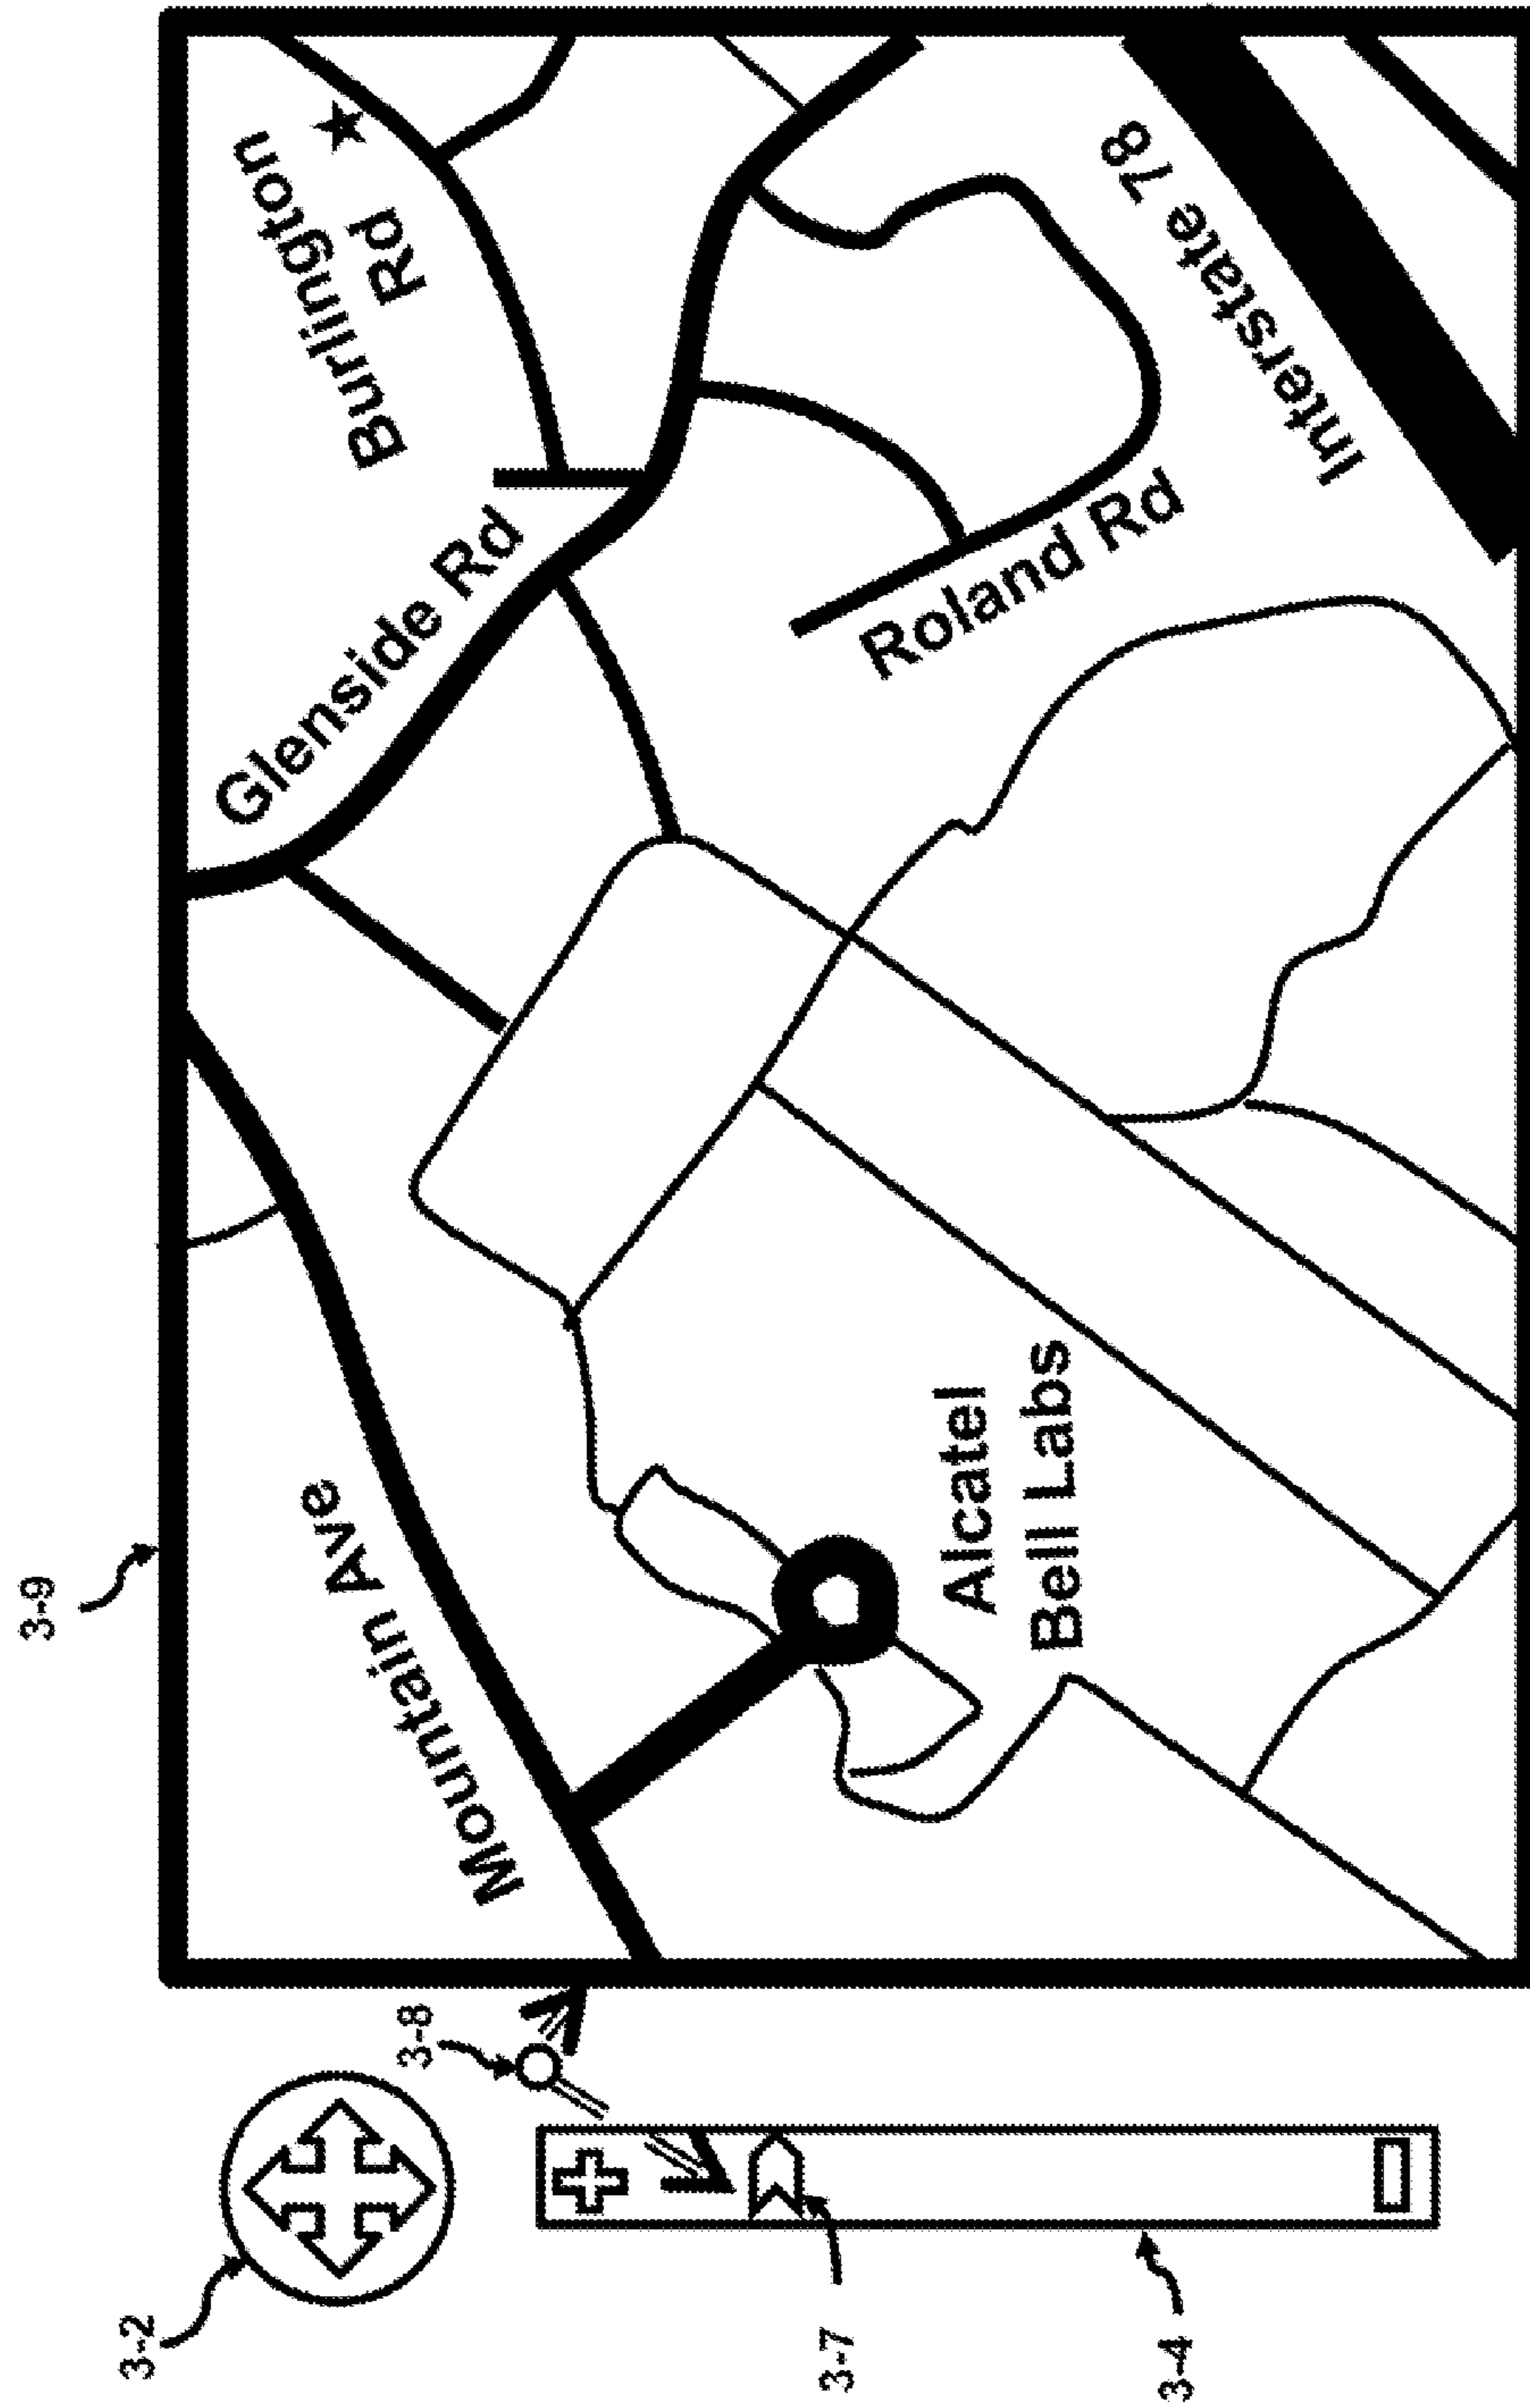 3-9
Burlington
Rd
Glenside Rd
Mountain Ave
Roland Rd
Interstate 78
Alcatel
Bell Labs
3-2
3-8
3-7
3-4